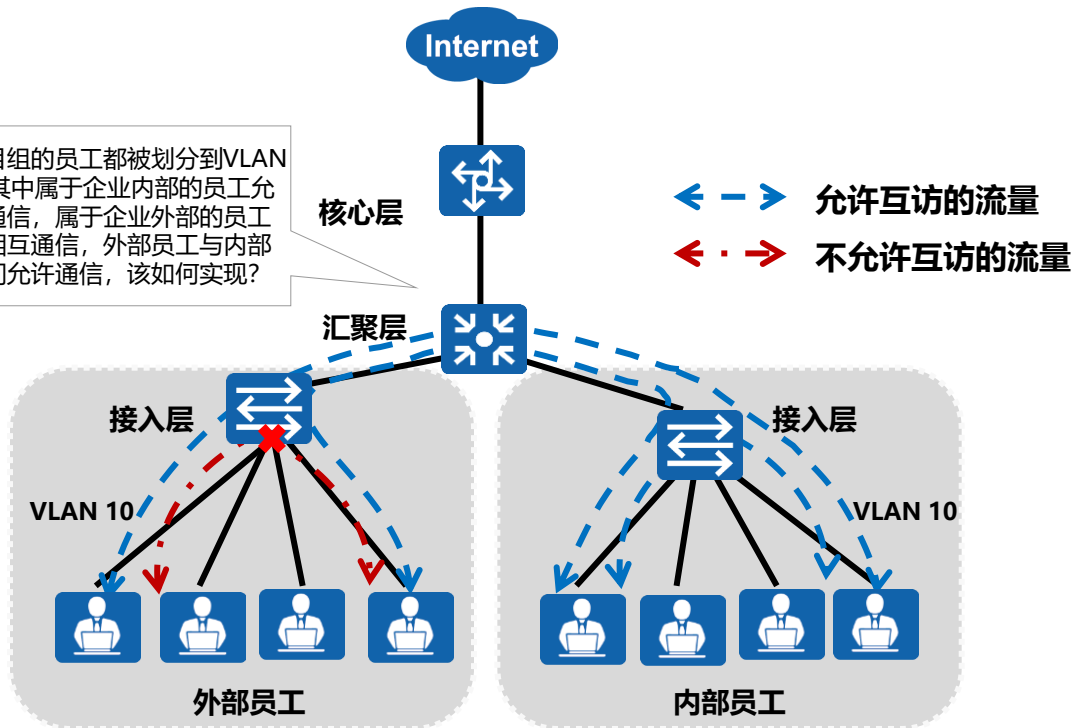 Internet
目组的员工都被划分到VLAN
其中属于企业内部的员工允
通信，属于企业外部的员工
相互通信，外部员工与内部
间允许通信，该如何实现？
核心层
允许互访的流量
不允许互访的流量
汇聚层
接入层
接入层
VLAN 10
VLAN 10
外部员工
内部员工